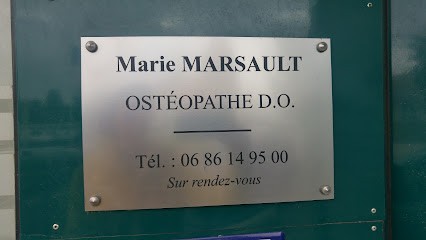 Marie MARSAULT
OSTÉOPATHE D.O.
Tél. : 06 86 14 95 00
Sur rendez-vous